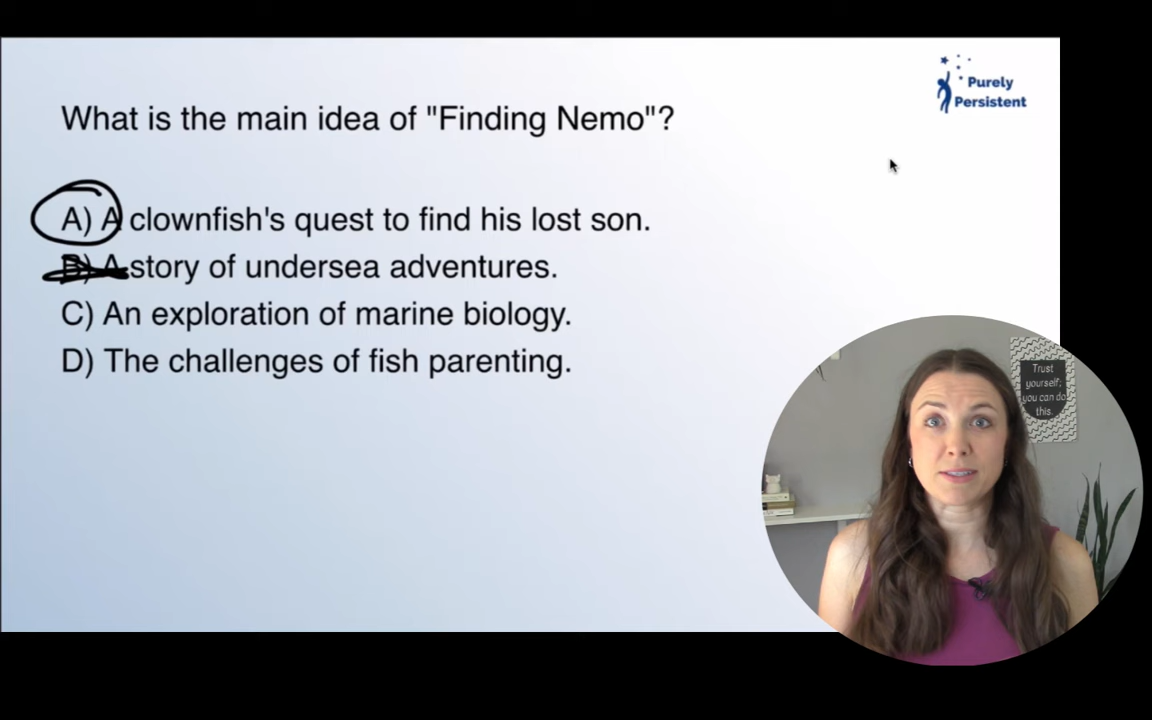 Purely
Persistent
What is the main idea of "Finding Nemo"?
A) A clownfish's quest to find his lost son.
B) A story of undersea adventures.
C) An exploration of marine biology.
D) The challenges of fish parenting.
Trust
yourself;
you can do
this.